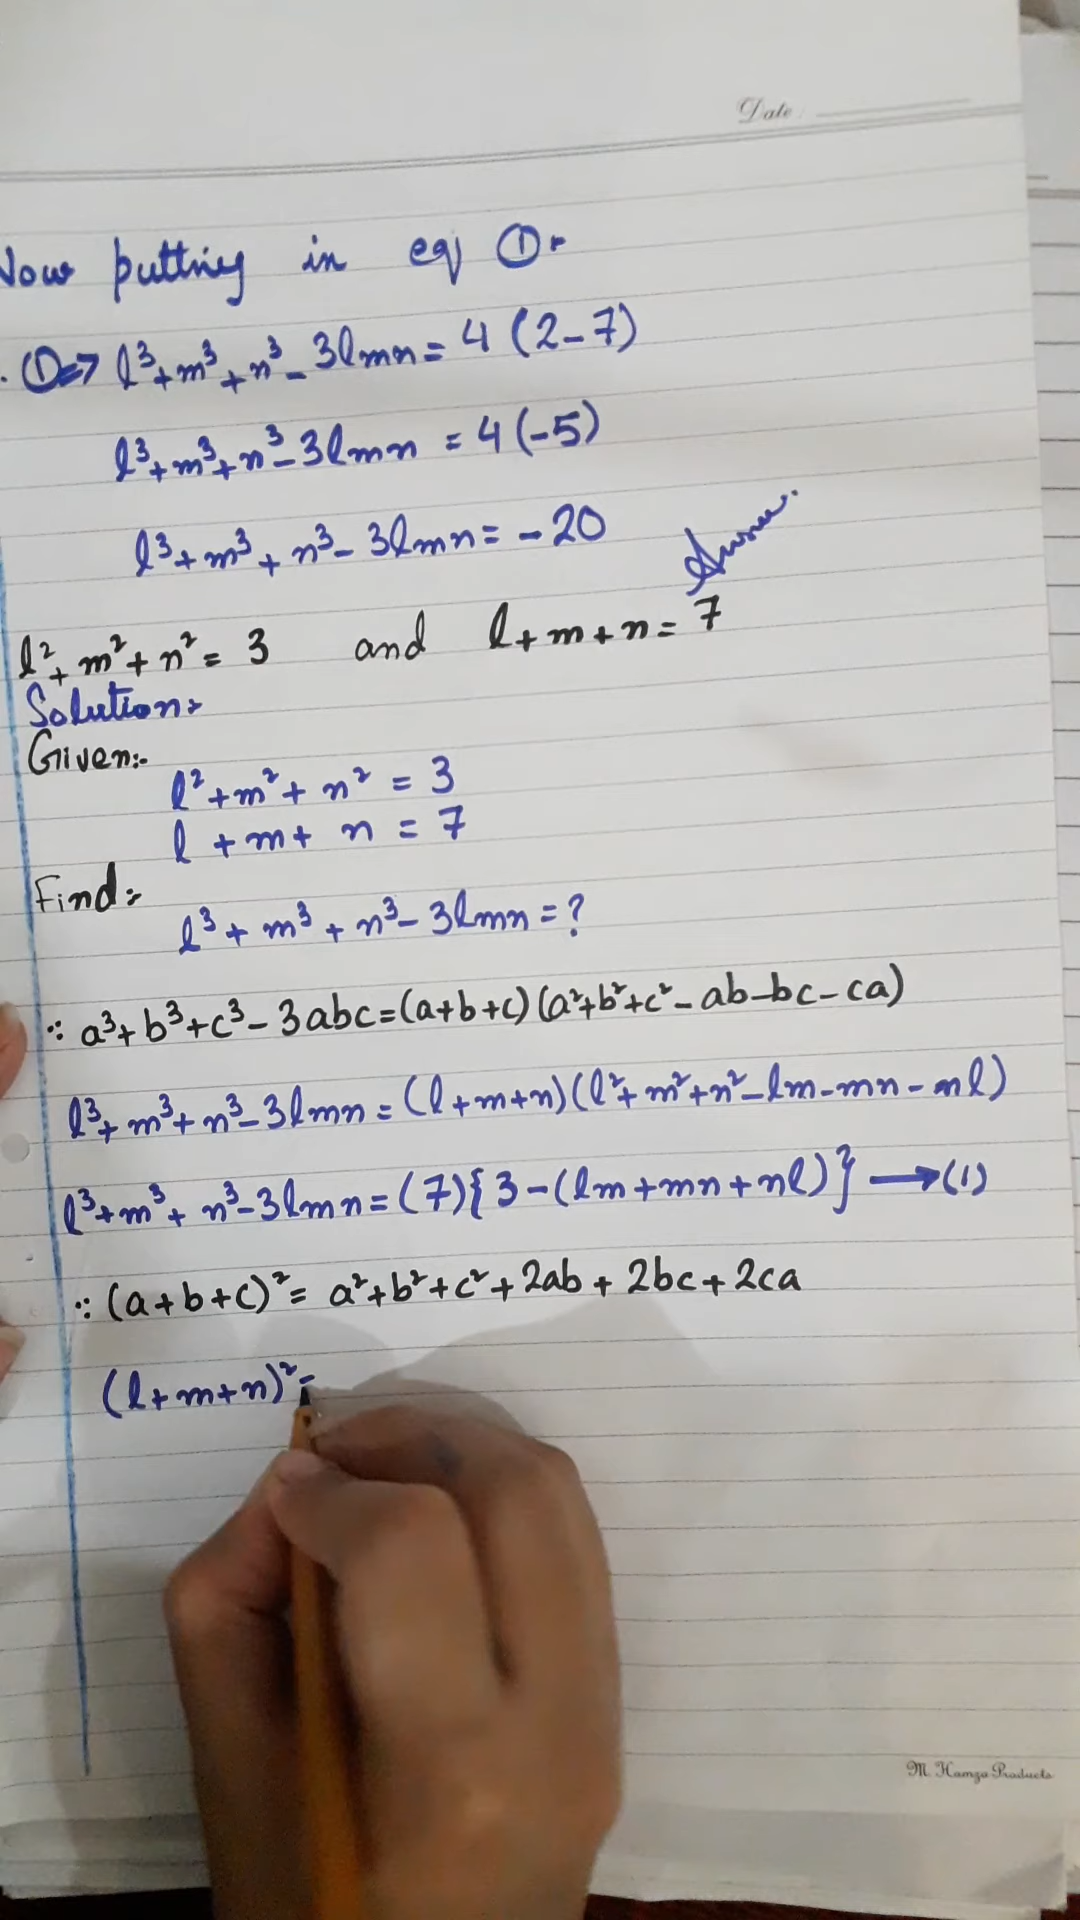 Date:
Now putting in eq ①:-
① => l³+m³+n³-3lmn = 4(2-7)
l³+m³+n³-3lmn = 4(-5)
l³+m³+n³-3lmn = -20 Answer.
l²+m²+n² = 3 and l+m+n = 7
Solution:-
Given:-
l²+m²+n² = 3
l+m+n = 7
Find:-
l³+m³+n³-3lmn = ?
∵ a³+b³+c³-3abc = (a+b+c)(a²+b²+c²-ab-bc-ca)
l³+m³+n³-3lmn = (l+m+n)(l²+m²+n²-lm-mn-nl)
l³+m³+n³-3lmn = (7){3-(lm+mn+nl)} ⟶ (1)
∵ (a+b+c)² = a²+b²+c²+2ab+2bc+2ca
(l+m+n)² =
M. Hamza Products